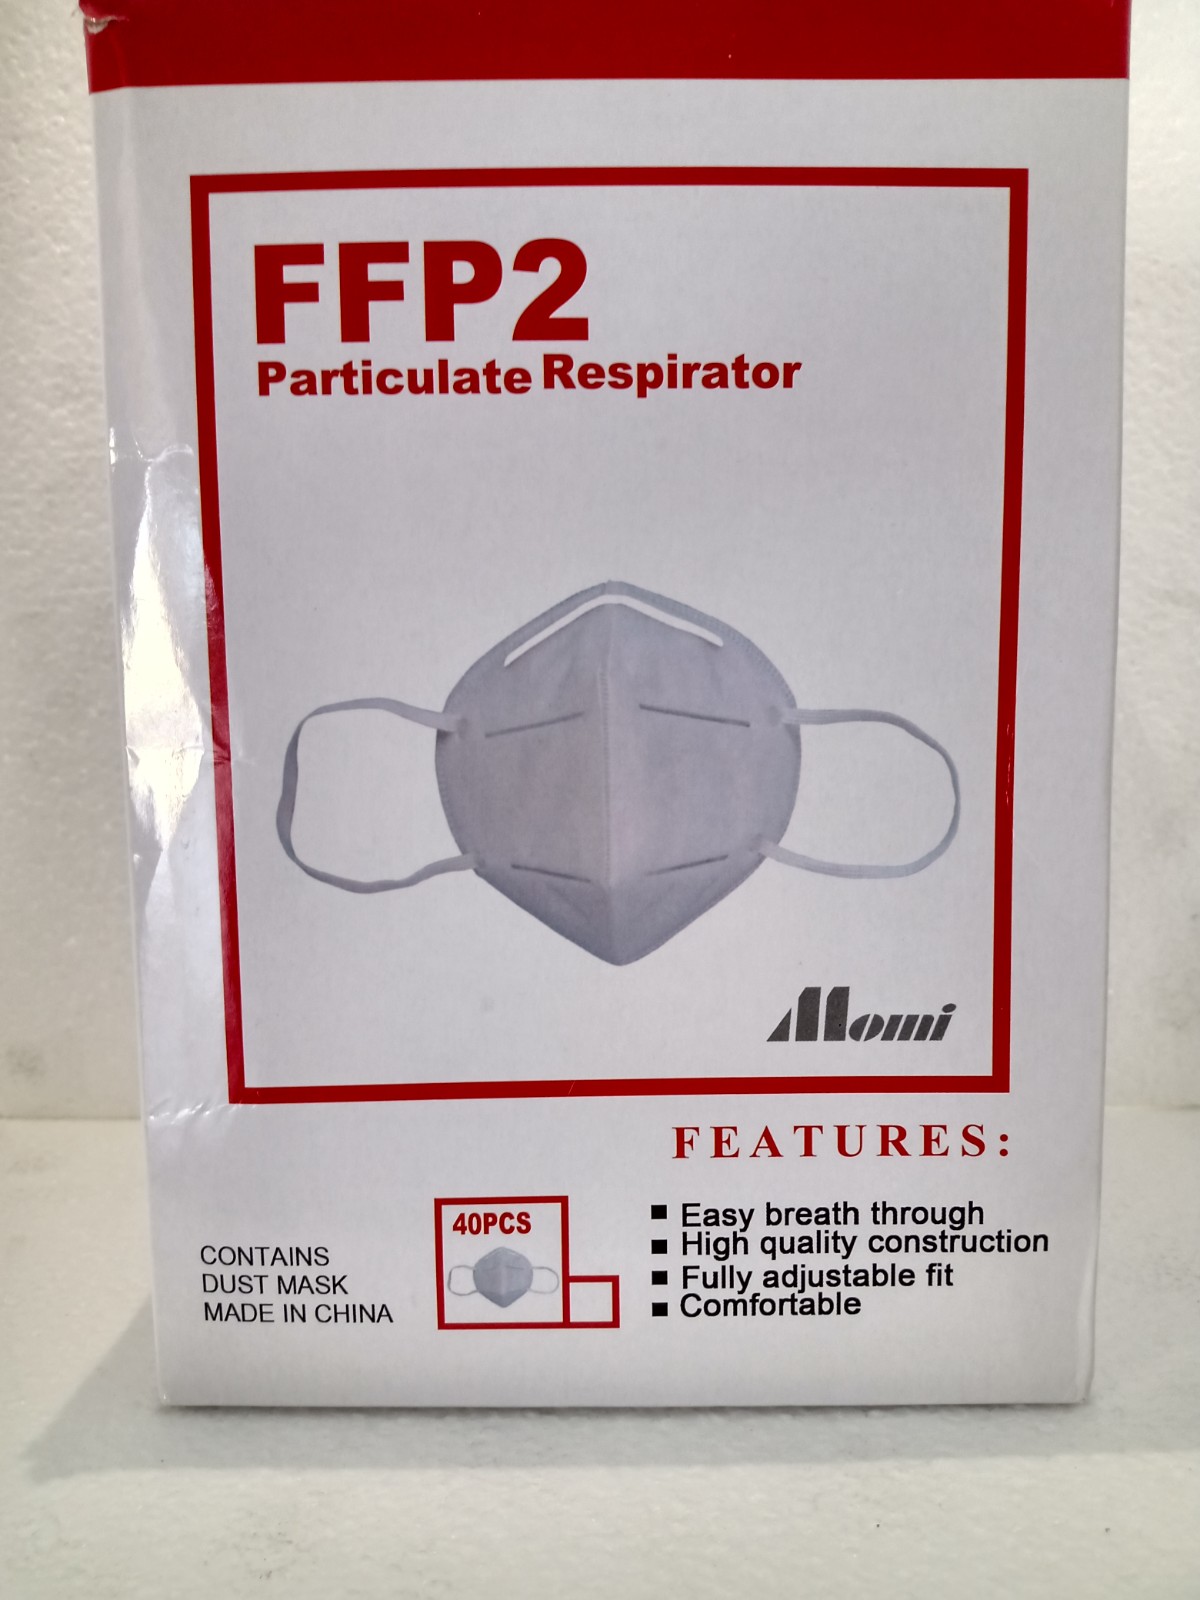 FFP2
Particulate Respirator
Momi
FEATURES:
40PCS
CONTAINS
DUST MASK
MADE IN CHINA
Easy breath through
High quality construction
Fully adjustable fit
Comfortable